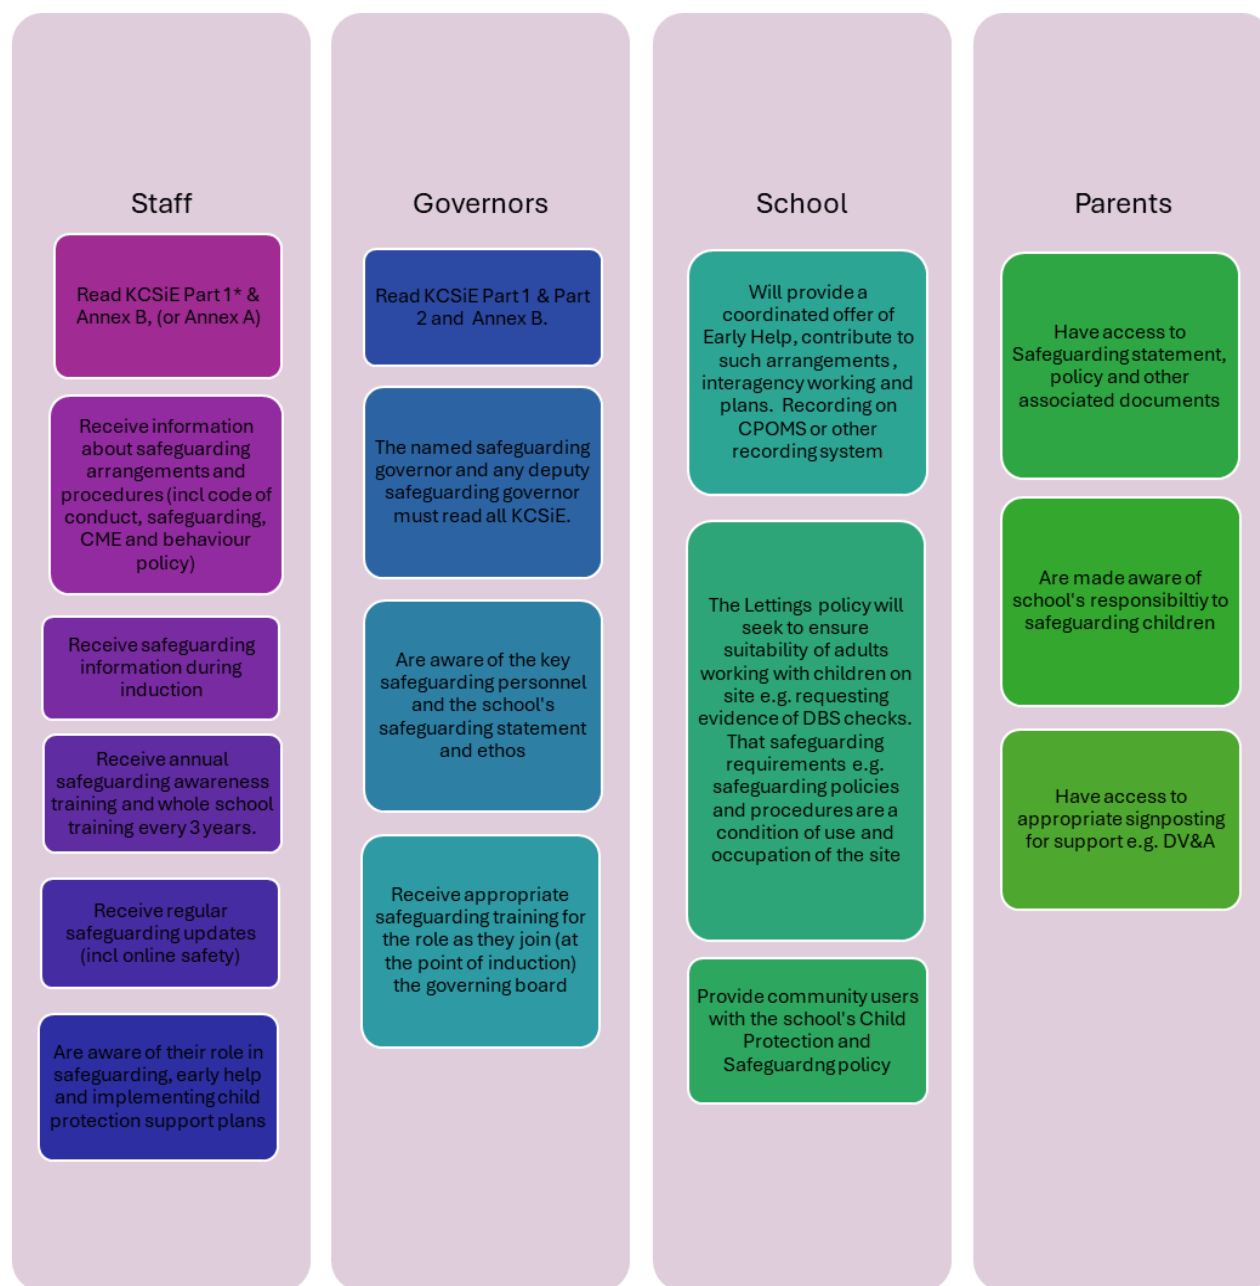 Staff
Read KCSiE Part 1* &
Annex B, (or Annex A)
Receive information
about safeguarding
arrangements and
procedures (incl code of
conduct, safeguarding,
CME and behaviour
policy)
Receive safeguarding
information during
induction
Receive annual
safeguarding awareness
training and whole school
training every 3 years.
Receive regular
safeguarding updates
(incl online safety)
Are aware of their role in
safeguarding, early help
and implementing child
protection support plans
Governors
Read KCSiE Part 1 & Part
2 and Annex B.
The named safeguarding
governor and any deputy
safeguarding governor
must read all KCSiE.
Are aware of the key
safeguarding personnel
and the school's
safeguarding statement
and ethos
Receive appropriate
safeguarding training for
the role as they join (at
the point of induction)
the governing board
School
Will provide a
coordinated offer of
Early Help, contribute to
such arrangements ,
interagency working and
plans. Recording on
CPOMS or other
recording system
The Lettings policy will
seek to ensure
suitability of adults
working with children on
site e.g. requesting
evidence of DBS checks.
That safeguarding
requirements e.g.
safeguarding policies
and procedures are a
condition of use and
occupation of the site
Provide community users
with the school's Child
Protection and
Safeguardng policy
Parents
Have access to
Safeguarding statement,
policy and other
associated documents
Are made aware of
school's responsibiltiy to
safeguarding children
Have access to
appropriate signposting
for support e.g. DV&A